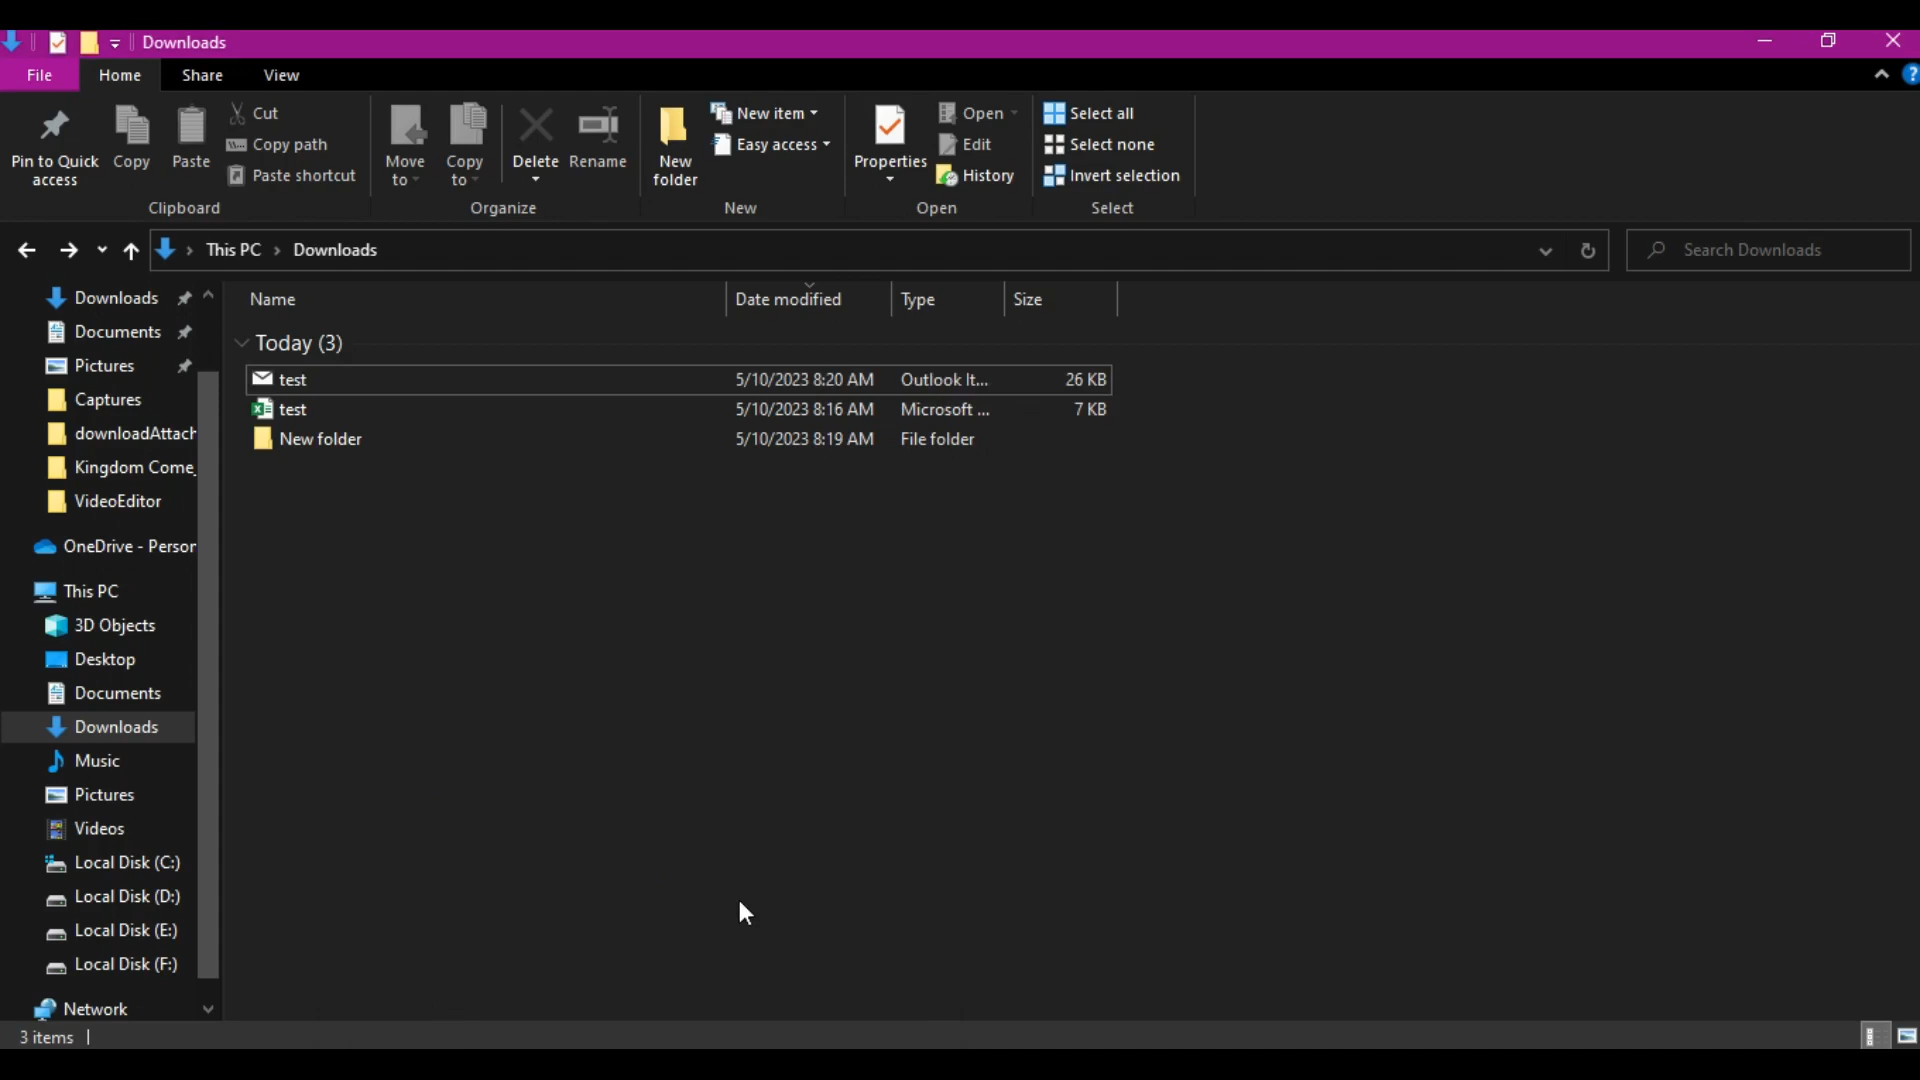 Downloads
File Home Share View
?
Pin to Quick access
Copy
Paste
Cut
Copy path
Paste shortcut
Clipboard
Move to
Copy to
Delete
Rename
Organize
New folder
New item
Easy access
New
Properties
Open
Edit
History
Open
Select all
Select none
Invert selection
Select
This PC > Downloads
Search Downloads
Downloads
Documents
Pictures
Captures
downloadAttach
Kingdom Come_
VideoEditor
OneDrive - Person
This PC
3D Objects
Desktop
Documents
Downloads
Music
Pictures
Videos
Local Disk (C:)
Local Disk (D:)
Local Disk (E:)
Local Disk (F:)
Network
Name Date modified Type Size
Today (3)
test 5/10/2023 8:20 AM Outlook It... 26 KB
test 5/10/2023 8:16 AM Microsoft ... 7 KB
New folder 5/10/2023 8:19 AM File folder
3 items